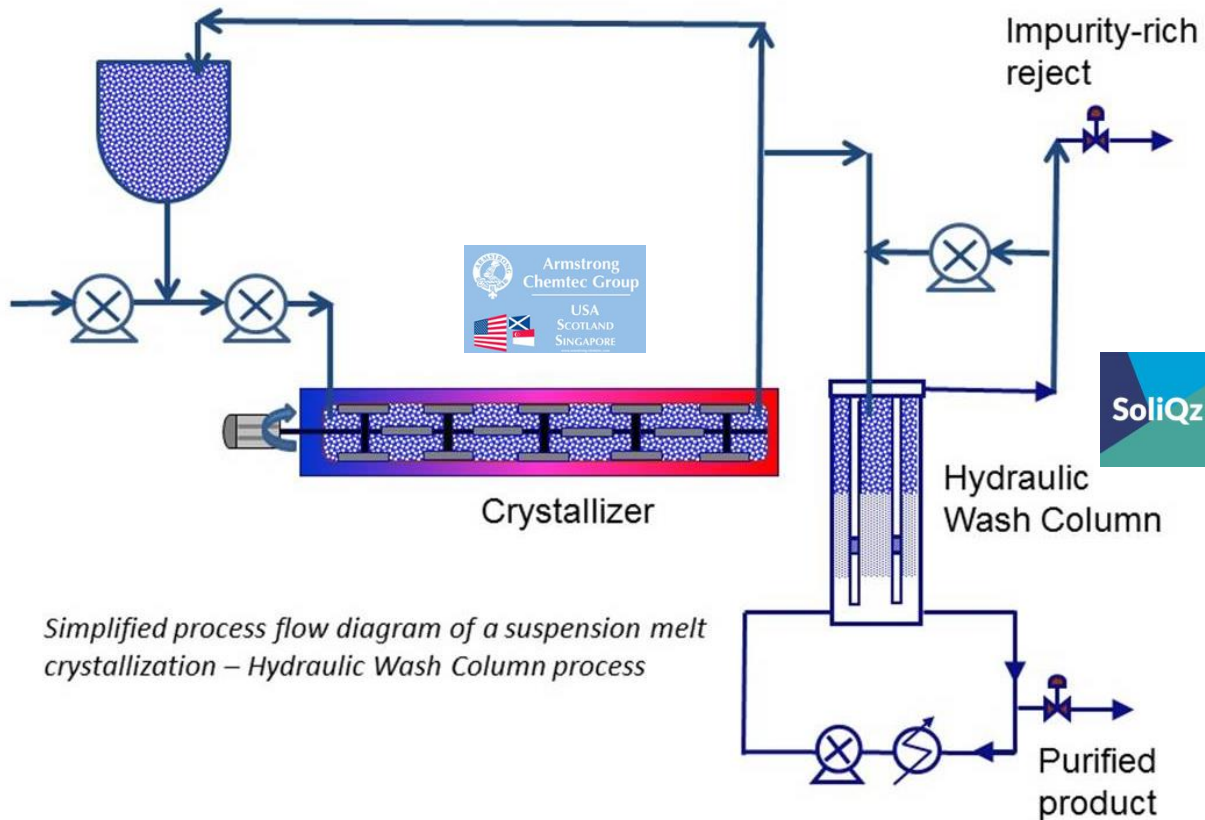 Impurity-rich
reject
Armstrong
Chemtec Group
USA
SCOTLAND
SINGAPORE
SoliQz
Crystallizer
Hydraulic
Wash Column
Simplified process flow diagram of a suspension melt
crystallization – Hydraulic Wash Column process
Purified
product